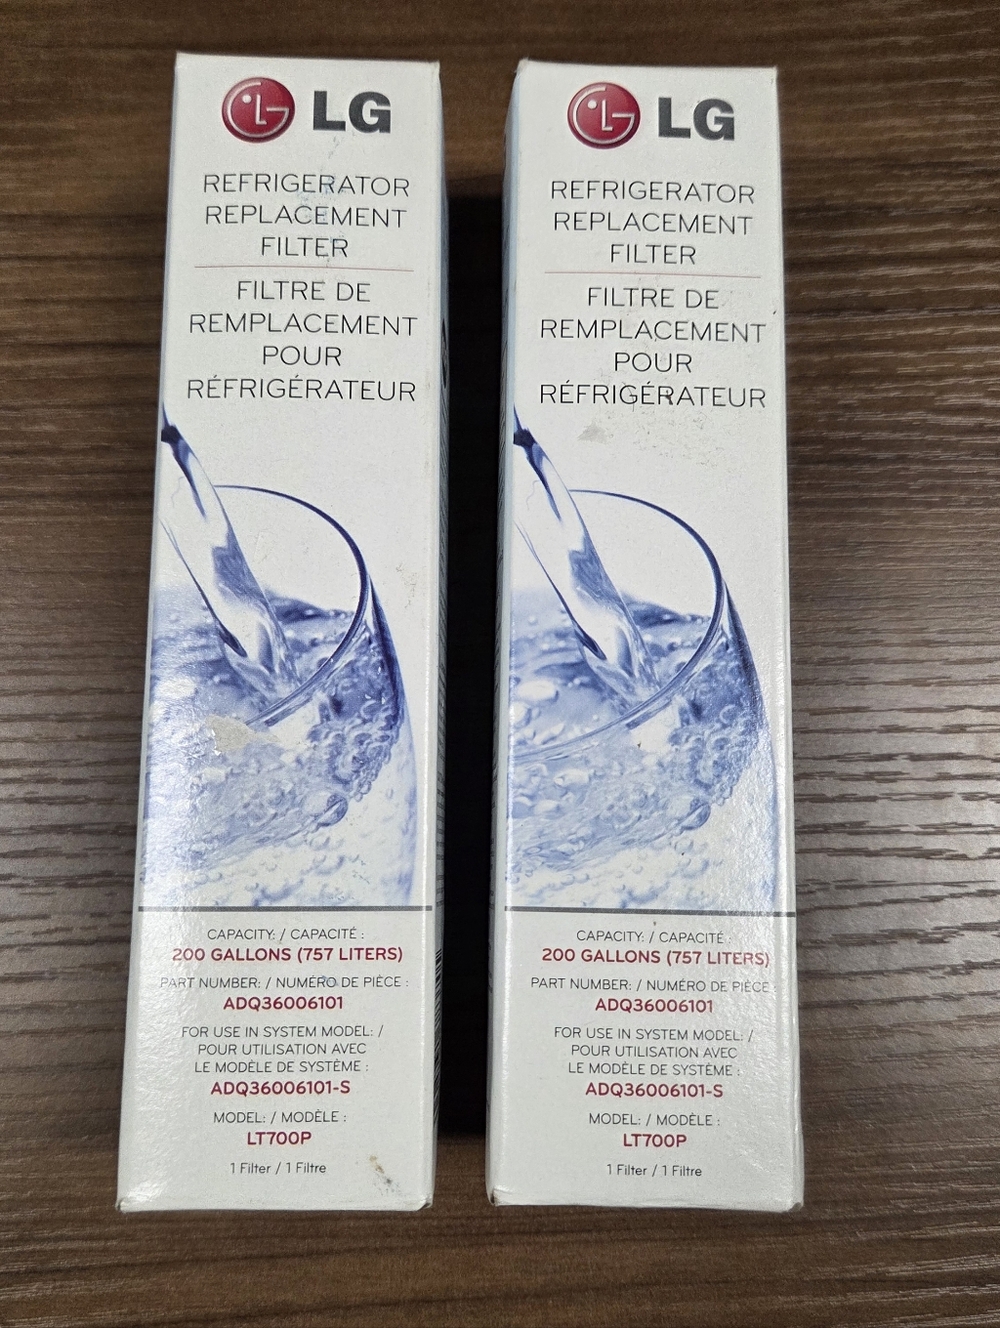 LG
REFRIGERATOR
REPLACEMENT
FILTER
FILTRE DE
REMPLACEMENT
POUR
RÉFRIGÉRATEUR
CAPACITY: / CAPACITÉ :
200 GALLONS (757 LITERS)
PART NUMBER: / NUMÉRO DE PIÈCE :
ADQ36006101
FOR USE IN SYSTEM MODEL: /
POUR UTILISATION AVEC
LE MODÈLE DE SYSTÈME :
ADQ36006101-S
MODEL: / MODÈLE :
LT700P
1 Filter / 1 Filtre
LG
REFRIGERATOR
REPLACEMENT
FILTER
FILTRE DE
REMPLACEMENT
POUR
RÉFRIGÉRATEUR
CAPACITY: / CAPACITÉ :
200 GALLONS (757 LITERS)
PART NUMBER: / NUMÉRO DE PIÈCE :
ADQ36006101
FOR USE IN SYSTEM MODEL: /
POUR UTILISATION AVEC
LE MODÈLE DE SYSTÈME :
ADQ36006101-S
MODEL: / MODÈLE :
LT700P
1 Filter / 1 Filtre